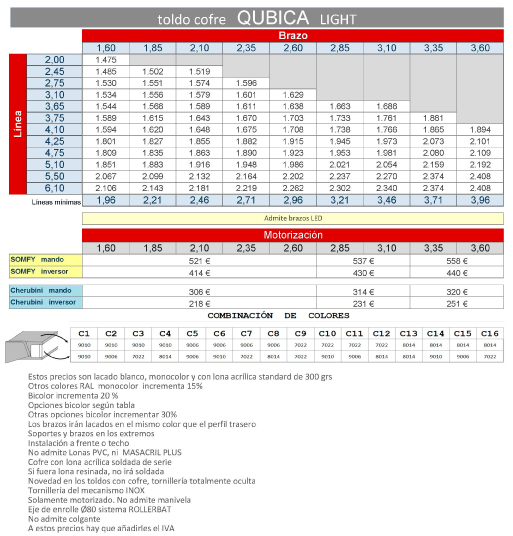 toldo cofre QUBICA LIGHT
Brazo
1,60 1,85 2,10 2,35 2,60 2,85 3,10 3,35 3,60
Línea
2,00 1.475
2,45 1.485 1.502 1.519
2,75 1.530 1.551 1.574 1.596
3,10 1.534 1.556 1.579 1.601 1.629
3,65 1.544 1.566 1.589 1.611 1.638 1.663 1.686
3,75 1.589 1.615 1.643 1.670 1.703 1.733 1.761 1.881
4,10 1.594 1.620 1.648 1.675 1.708 1.738 1.766 1.865 1.894
4,25 1.801 1.827 1.855 1.882 1.915 1.945 1.973 2.073 2.101
4,75 1.809 1.835 1.863 1.890 1.923 1.953 1.981 2.080 2.109
5,10 1.851 1.883 1.916 1.948 1.986 2.021 2.054 2.159 2.192
5,50 2.067 2.099 2.132 2.164 2.202 2.237 2.270 2.374 2.408
6,10 2.106 2.143 2.181 2.219 2.262 2.302 2.340 2.374 2.408
Líneas mínimas 1,96 2,21 2,46 2,71 2,96 3,21 3,46 3,71 3,96
Admite brazos LED
Motorización
1,60 1,85 2,10 2,35 2,60 2,85 3,10 3,35 3,60
SOMFY mando 521 € 537 € 558 €
SOMFY inversor 414 € 430 € 440 €
Cherubini mando 306 € 314 € 320 €
Cherubini inversor 218 € 231 € 251 €
COMBINACIÓN DE COLORES
C1 C2 C3 C4 C5 C6 C7 C8 C9 C10 C11 C12 C13 C14 C15 C16
9010 9010 9010 9010 9006 9006 9006 9006 7022 7022 7022 7022 8014 8014 8014 8014
9010 9006 7022 8014 9006 9010 7022 8014 7022 9010 9006 8014 8014 9010 9006 7022
Estos precios son lacado blanco, monocolor y con lona acrílica standard de 300 grs
Otros colores RAL monocolor incrementa 15%
Bicolor incrementa 20 %
Opciones bicolor según tabla
Otras opciones bicolor incrementar 30%
Los brazos irán lacados en el mismo color que el perfil trasero
Soportes y brazos en los extremos
Instalación a frente o techo
No admite Lonas PVC, ni MASACRIL PLUS
Cofre con lona acrilica soldada de serie
Si fuera lona resinada, no irá soldada
Novedad en los toldos con cofre, tornillería totalmente oculta
Tornillería del mecanismo INOX
Solamente motorizado. No admite manivela
Eje de enrolle Ø80 sistema ROLLERBAT
No admite colgante
A estos precios hay que añadirles el IVA